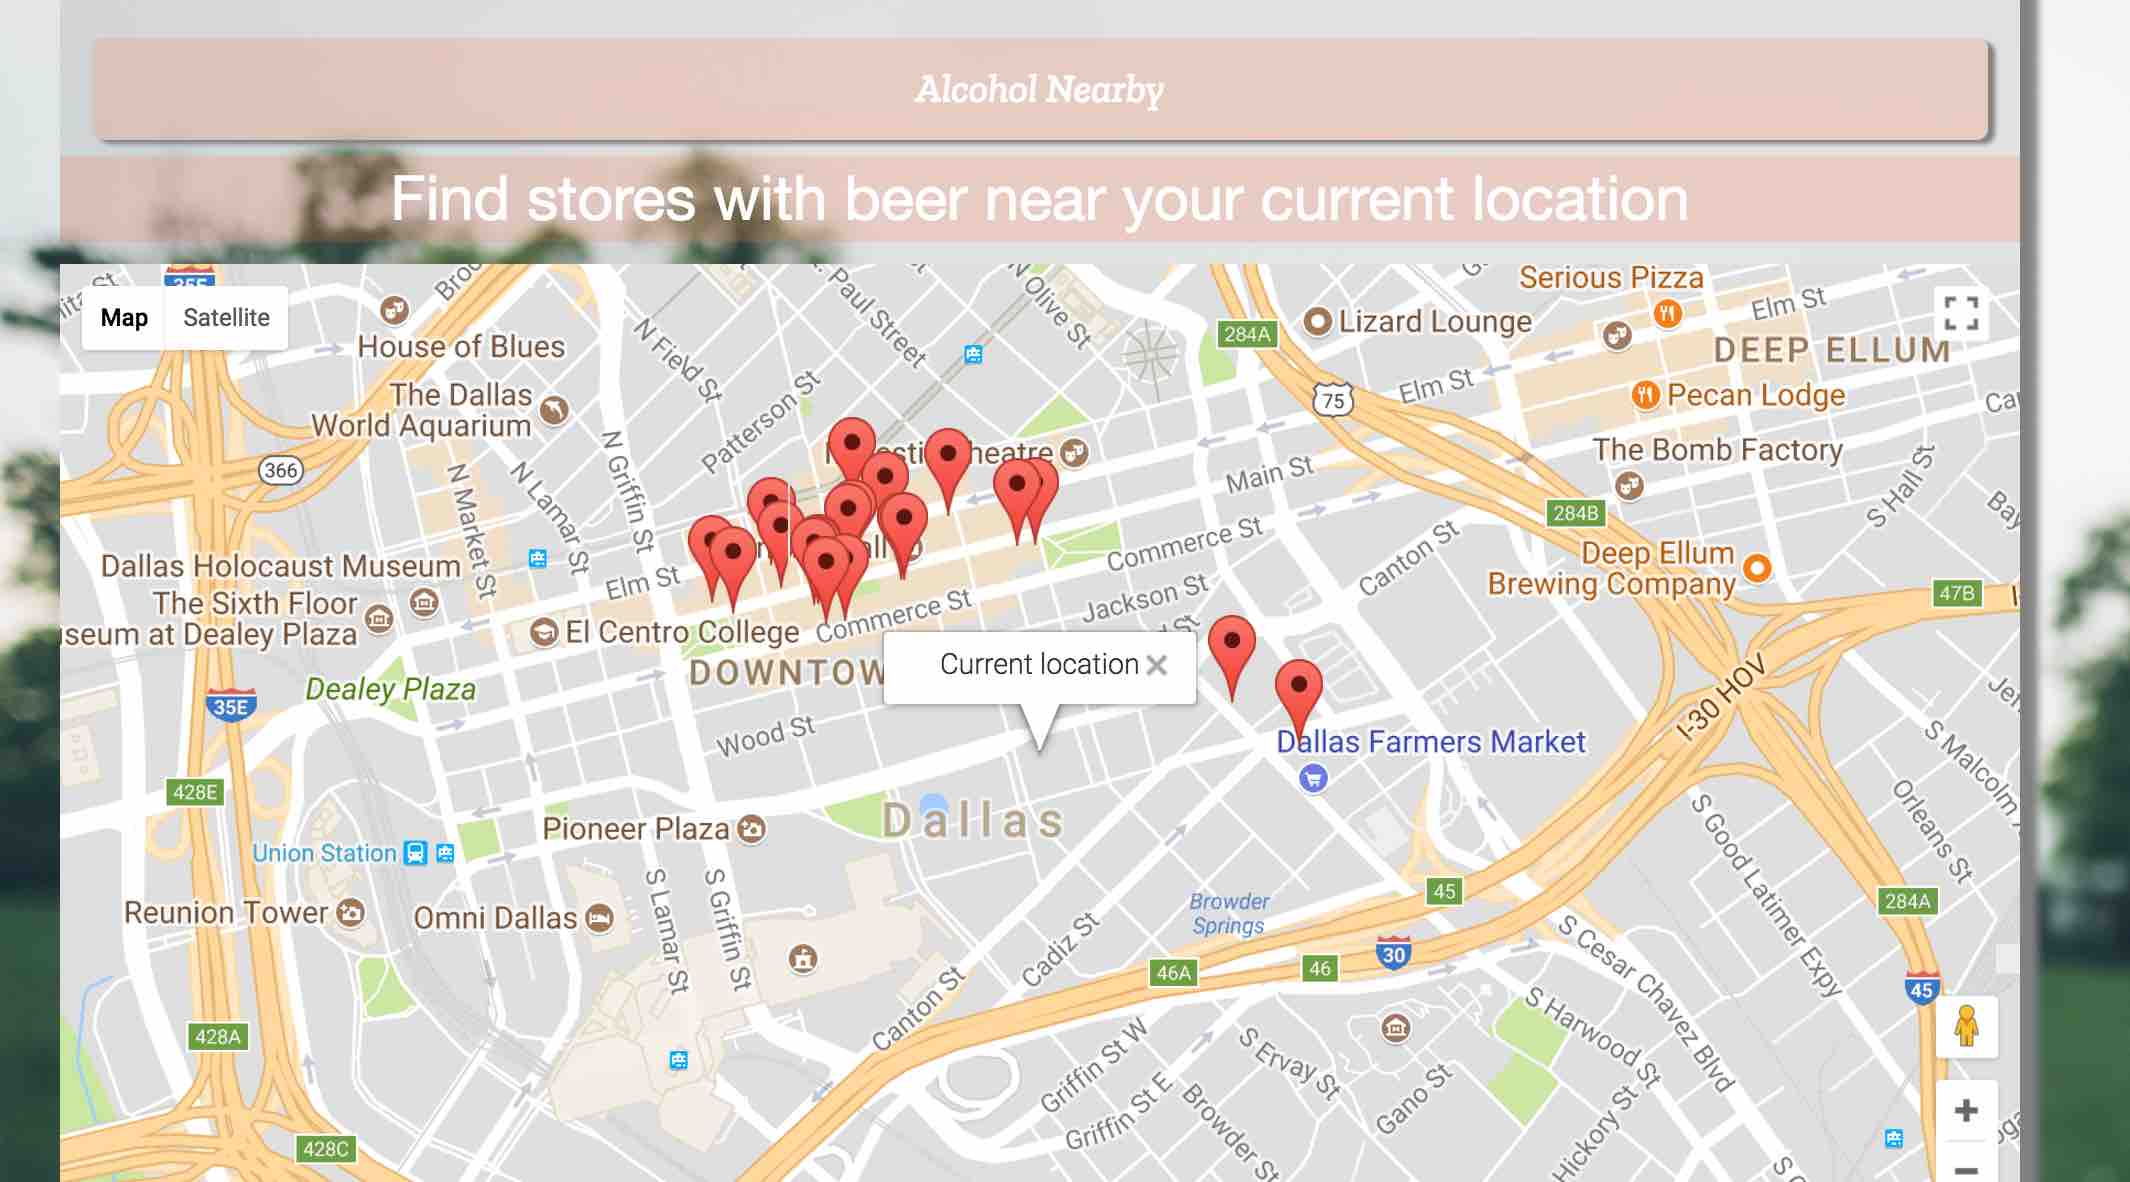 Alcohol Nearby
Find stores with beer near your current location
Map
Satellite
House of Blues
The Dallas
World Aquarium
366
N Field St
Patterson St
Paul Street
N Olive St
284A
Lizard Lounge
Serious Pizza
Elm St
DEEP ELLUM
75
Elm St
Pecan Lodge
The Bomb Factory
S Hall St
Main St
284B
N Market St
N Lamar St
N Griffin St
Commerce St
Canton St
Deep Ellum
Brewing Company
47B
Dallas Holocaust Museum
The Sixth Floor
at Dealey Plaza
Elm St
El Centro College
Commerce St
Jackson St
35E
Dealey Plaza
Current location
I-30 HOV
Wood St
Dallas Farmers Market
428E
Dallas
Pioneer Plaza
Union Station
S Good Latimer Expy
S Malcolm
Orleans St
Reunion Tower
Omni Dallas
S Lamar St
S Griffin St
Browder
Springs
45
284A
Canton St
Cadiz St
46A
46
30
S Cesar Chavez Blvd
45
428A
Griffin St W
Griffin St E
S Ervay St
Browder St
Gano St
S Harwood St
Hickory St
428C